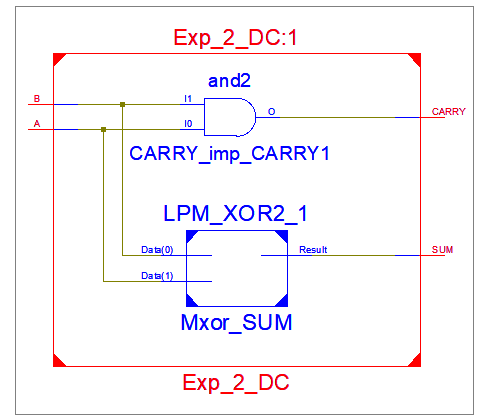 Exp_2_DC:1
and2
B
I1
O
CARRY
A
I0
CARRY_imp_CARRY1
LPM_XOR2_1
Data(0)
Result
SUM
Data(1)
Mxor_SUM
Exp_2_DC